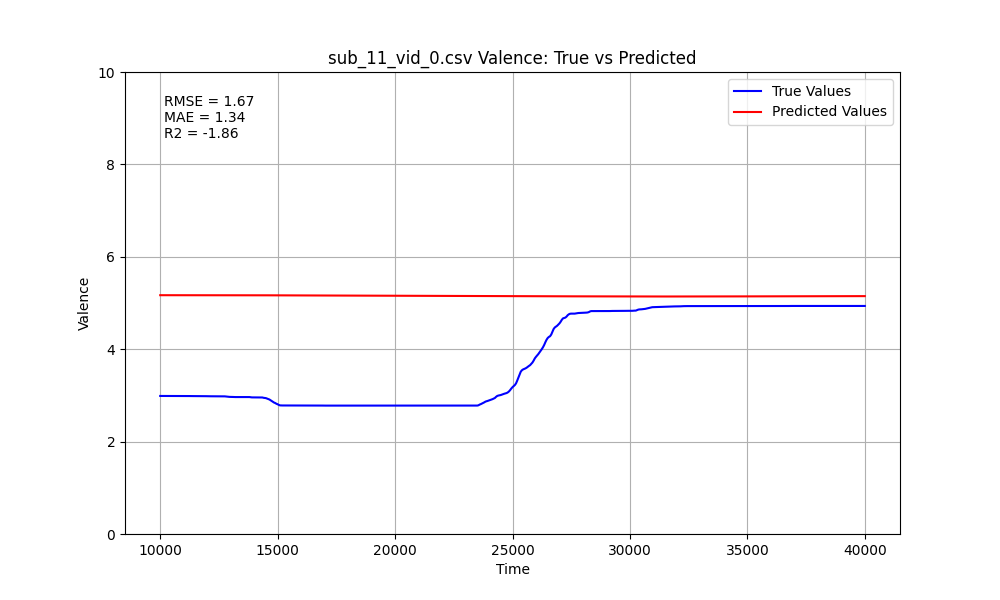 sub_11_vid_0.csv Valence: True vs Predicted
RMSE = 1.67
MAE = 1.34
R2 = -1.86
True Values
Predicted Values
Valence
10
8
6
4
2
0
10000 15000 20000 25000 30000 35000 40000
Time